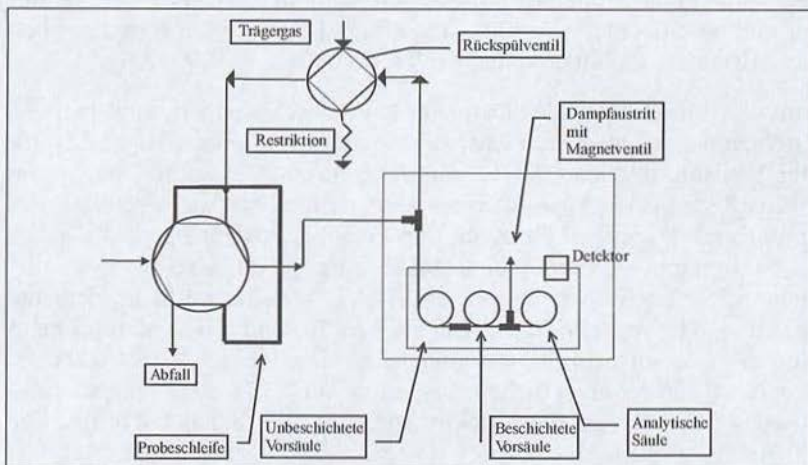 Trägergas
Rückspülventil
Restriktion
Dampfaustritt
mit
Magnetventil
Detektor
Abfall
Probeschleife
Unbeschichtete
Vorsäule
Beschichtete
Vorsäule
Analytische
Säule